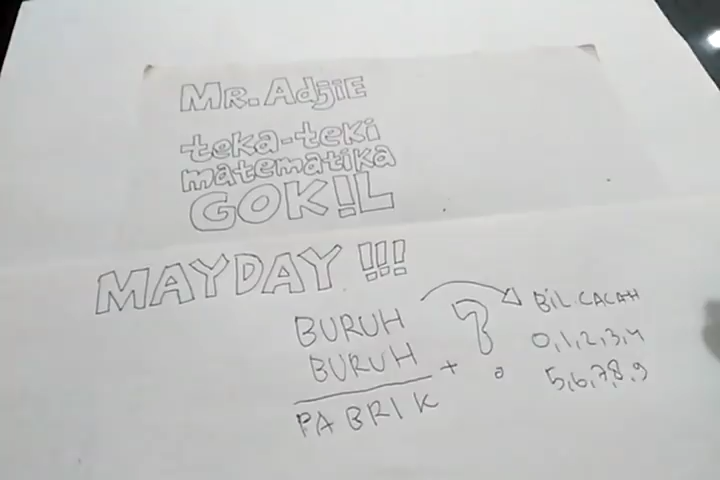 MR. AdjiE
teka-teki
matematika
GOK!L
MAYDAY !!!
BURUH
BURUH +
PABRIK
?
BIL. CACAH
0,1,2,3,4
5,6,7,8,9